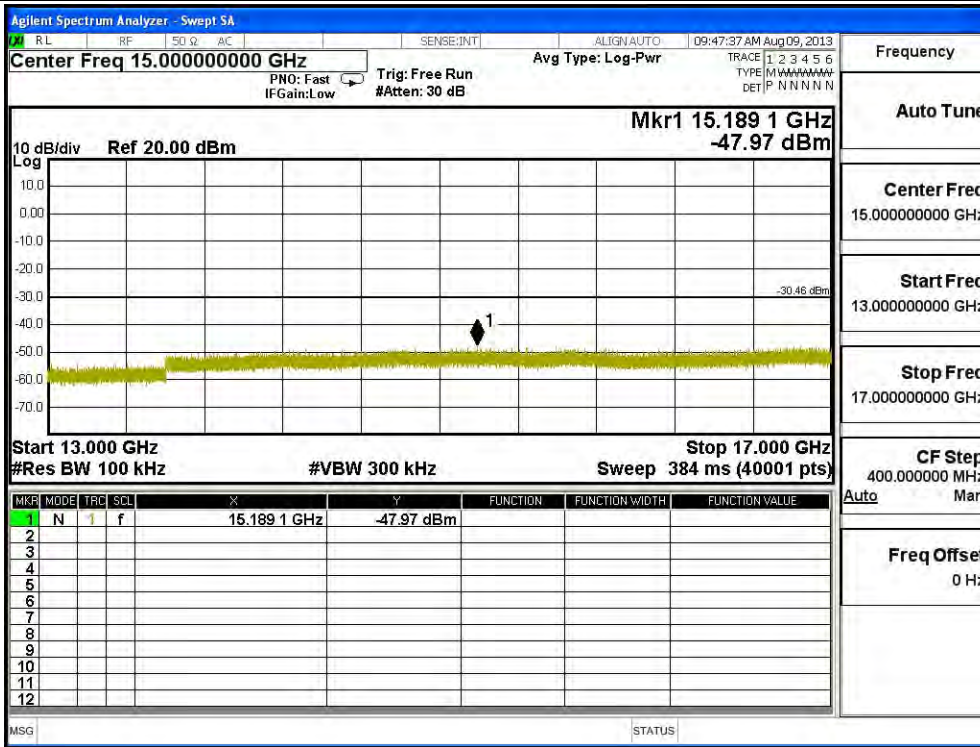 Agilent Spectrum Analyzer - Swept SA
RL RF 50 Ω AC SENSE:INT ALIGN AUTO 09:47:37 AM Aug 09, 2013
Center Freq 15.000000000 GHz
PNO: Fast
IFGain:Low
Trig: Free Run
#Atten: 30 dB
Avg Type: Log-Pwr
TRACE 1 2 3 4 5 6
TYPE M
DET P N N N N N
Mkr1 15.189 1 GHz
-47.97 dBm
10 dB/div Ref 20.00 dBm
Log
10.0
0.00
-10.0
-20.0
-30.0
-30.46 dBm
-40.0
1
-50.0
-60.0
-70.0
Start 13.000 GHz Stop 17.000 GHz
#Res BW 100 kHz #VBW 300 kHz Sweep 384 ms (40001 pts)
MKR MODE TRC SCL X Y FUNCTION FUNCTION WIDTH FUNCTION VALUE
1 N 1 f 15.189 1 GHz -47.97 dBm
2
3
4
5
6
7
8
9
10
11
12
MSG STATUS
Frequency
Auto Tune
Center Freq
15.000000000 GHz
Start Freq
13.000000000 GHz
Stop Freq
17.000000000 GHz
CF Step
400.000000 MHz
Auto Man
Freq Offset
0 Hz